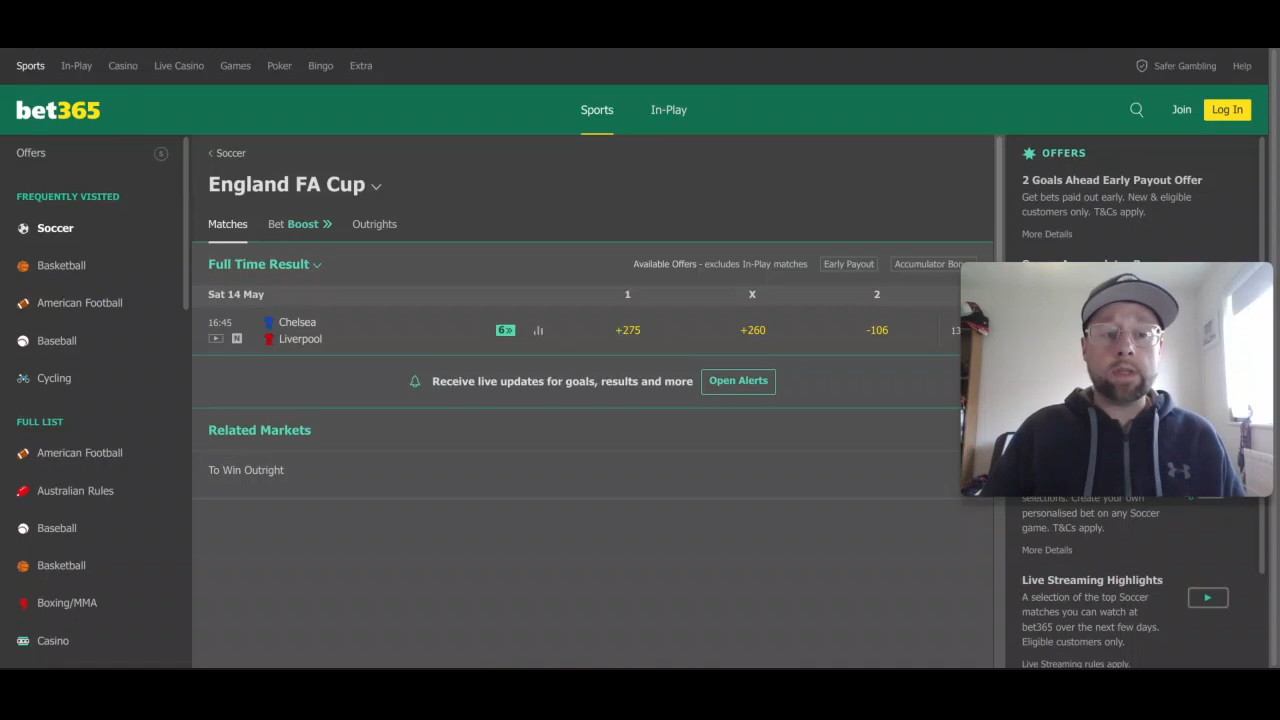 Sports In-Play Casino Live Casino Games Poker Bingo Extra Safer Gambling Help
bet365 Sports In-Play Join Log In
Offers 5
FREQUENTLY VISITED
Soccer
Basketball
American Football
Baseball
Cycling
FULL LIST
American Football
Australian Rules
Baseball
Basketball
Boxing/MMA
Casino
Soccer
England FA Cup
Matches Bet Boost Outrights
Full Time Result Available Offers - excludes In-Play matches Early Payout Accumulator
Sat 14 May 1 X 2
16:45 Chelsea 6 +275 +260 -106
N Liverpool
Receive live updates for goals, results and more Open Alerts
Related Markets
To Win Outright
OFFERS
2 Goals Ahead Early Payout Offer
Get bets paid out early. New & eligible
customers only. T&Cs apply.
More Details
selections. Create your own
personalised bet on any Soccer
game. T&Cs apply.
More Details
Live Streaming Highlights
A selection of the top Soccer
matches you can watch at
bet365 over the next few days.
Eligible customers only.
Live Streaming rules apply.